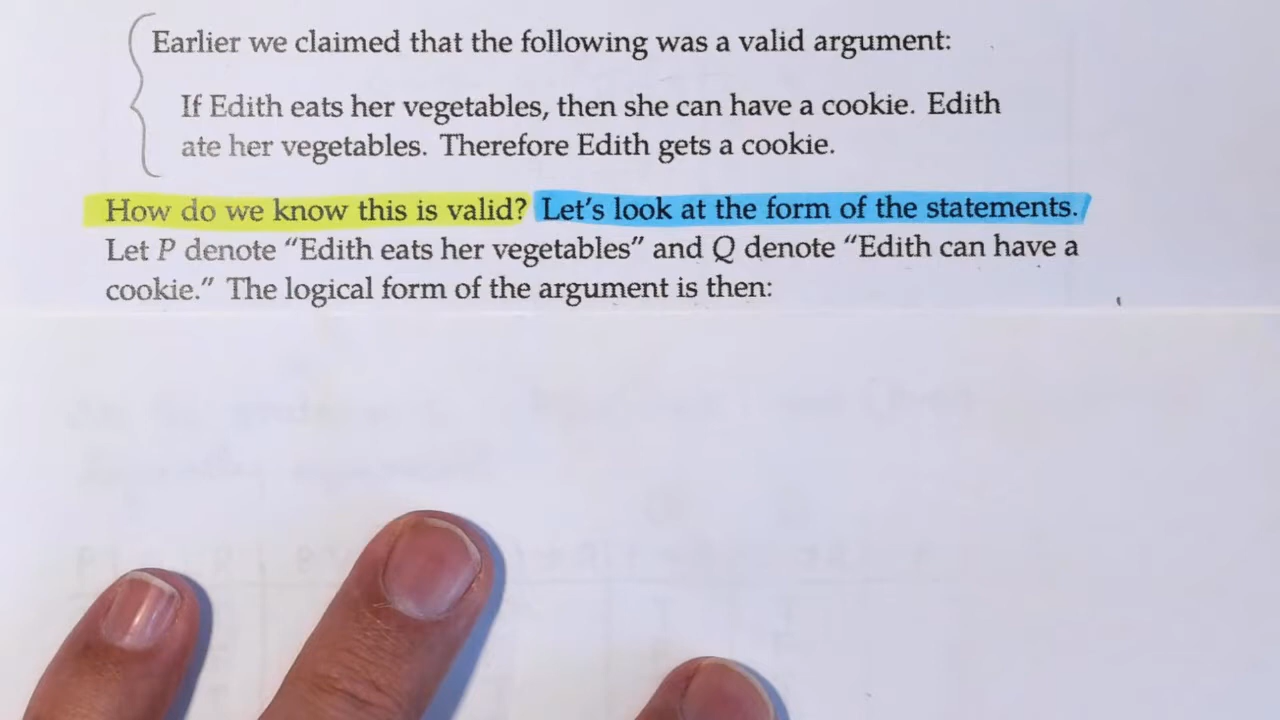 Earlier we claimed that the following was a valid argument:
If Edith eats her vegetables, then she can have a cookie. Edith
ate her vegetables. Therefore Edith gets a cookie.
How do we know this is valid? Let's look at the form of the statements.
Let P denote “Edith eats her vegetables” and Q denote “Edith can have a
cookie.” The logical form of the argument is then: